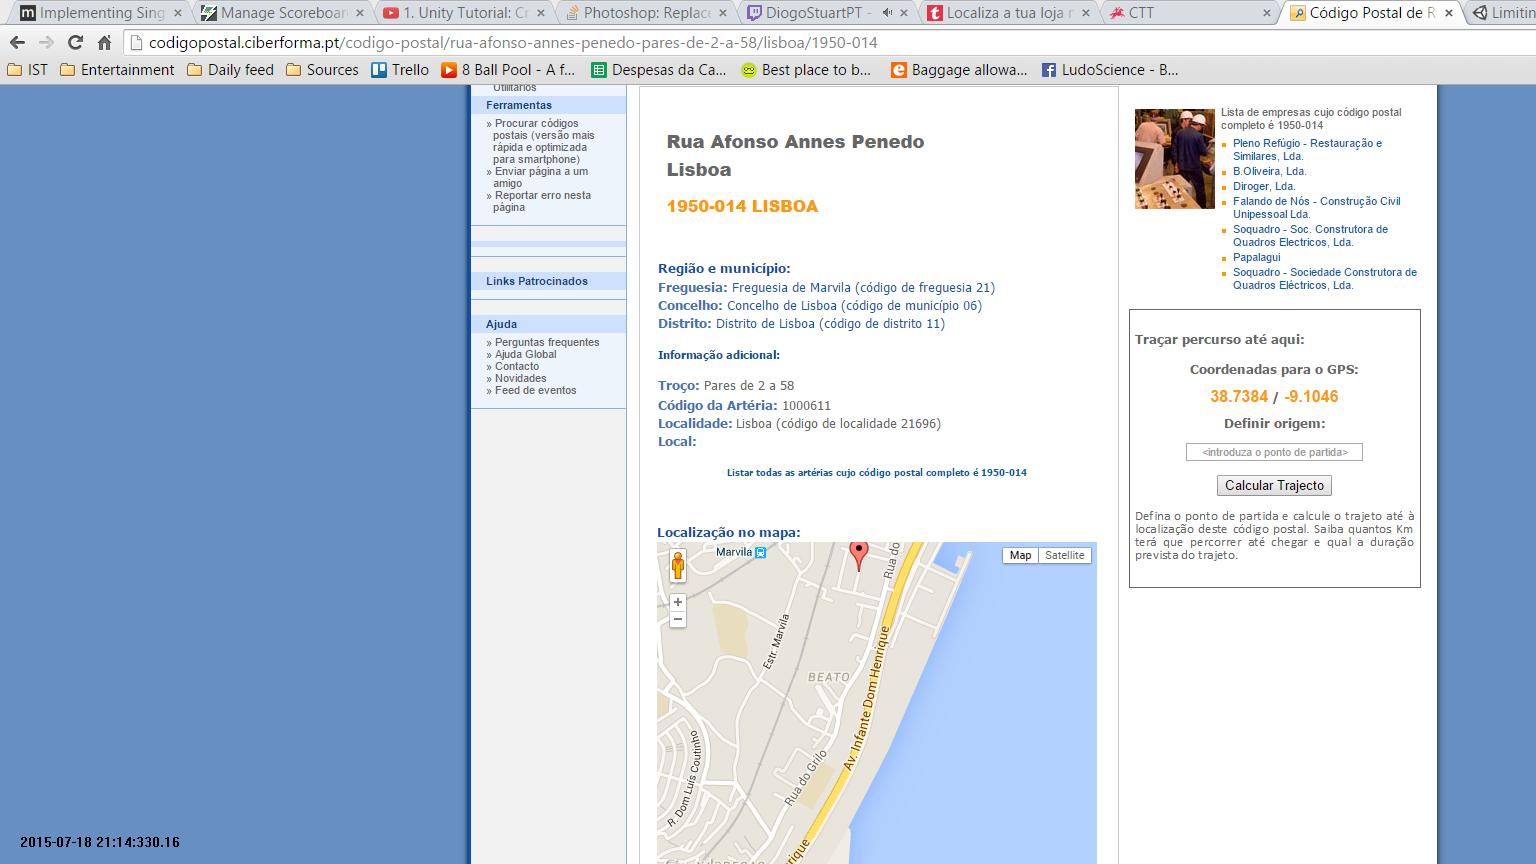 Implementing Sing
Manage Scoreboar
1. Unity Tutorial: Cr
Photoshop: Replace
DiogoStuartPT -
Localiza a tua loja m
CTT
Código Postal de R
Limitin
codigopostal.ciberforma.pt/codigo-postal/rua-afonso-annes-penedo-pares-de-2-a-58/lisboa/1950-014
IST
Entertainment
Daily feed
Sources
Trello
8 Ball Pool - A f...
Despesas da Ca...
Best place to b...
Baggage allowa...
LudoScience - B...
Utilitários
Ferramentas
» Procurar códigos
postais (versão mais
rápida e optimizada
para smartphone)
» Enviar página a um
amigo
» Reportar erro nesta
página
Links Patrocinados
Ajuda
» Perguntas frequentes
» Ajuda Global
» Contacto
» Novidades
» Feed de eventos
Rua Afonso Annes Penedo
Lisboa
1950-014 LISBOA
Região e município:
Freguesia: Freguesia de Marvila (código de freguesia 21)
Concelho: Concelho de Lisboa (código de município 06)
Distrito: Distrito de Lisboa (código de distrito 11)
Informação adicional:
Troço: Pares de 2 a 58
Código da Artéria: 1000611
Localidade: Lisboa (código de localidade 21696)
Local:
Listar todas as artérias cujo código postal completo é 1950-014
Localização no mapa:
Marvila
Map
Satellite
Rua do
Estr. Marvila
BEATO
Av. Infante Dom Henrique
Rua do Grilo
R. Dom Luís Coutinho
rique
Lista de empresas cujo código postal
completo é 1950-014
Pleno Refúgio - Restauração e
Similares, Lda.
B.Oliveira, Lda.
Diroger, Lda.
Falando de Nós - Construção Civil
Unipessoal Lda.
Soquadro - Soc. Construtora de
Quadros Electricos, Lda.
Papalagui
Soquadro - Sociedade Construtora de
Quadros Eléctricos, Lda.
Traçar percurso até aqui:
Coordenadas para o GPS:
38.7384 / -9.1046
Definir origem:
<introduza o ponto de partida>
Calcular Trajecto
Defina o ponto de partida e calcule o trajeto até à
localização deste código postal. Saiba quantos Km
terá que percorrer até chegar e qual a duração
prevista do trajeto.
2015-07-18 21:14:330.16